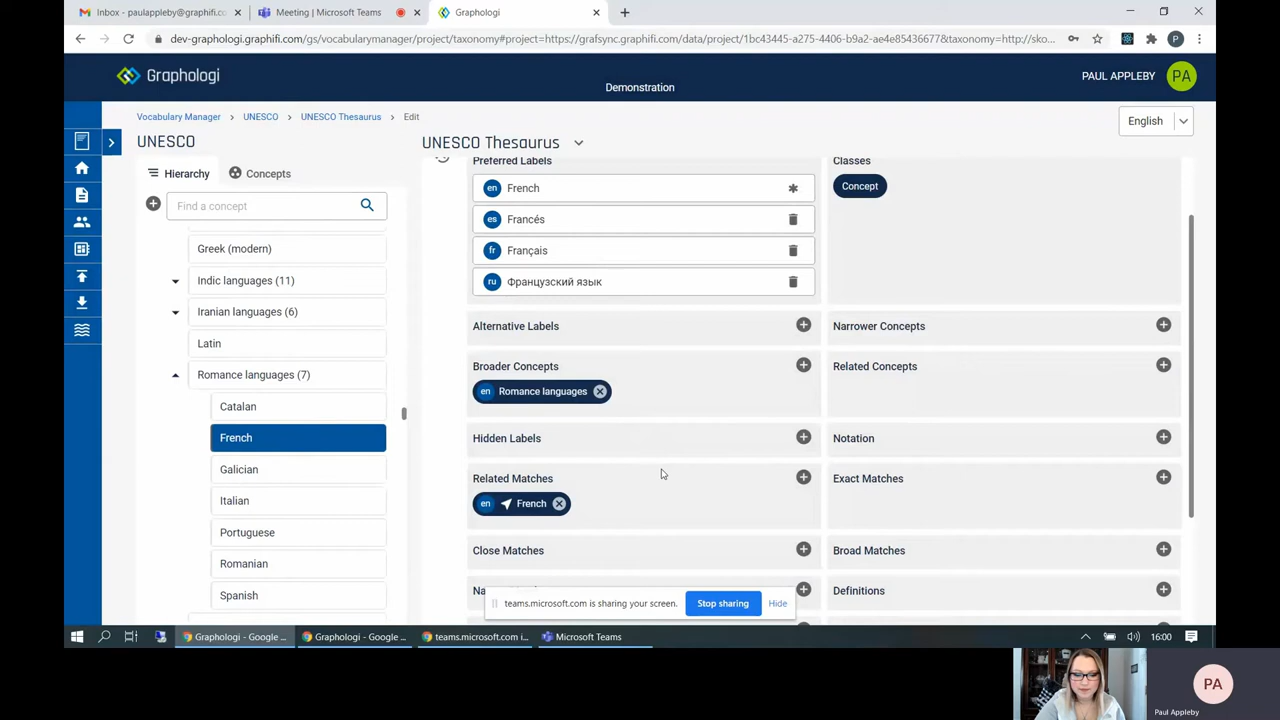 Inbox - paulappleby@graphifi.co
Meeting | Microsoft Teams
Graphologi
dev-graphologi.graphifi.com/gs/vocabularymanager/project/taxonomy#project=https://grafsync.graphifi.com/data/project/1bc43445-a275-4406-b9a2-ae4e85436677&taxonomy=http://sko...
P
Graphologi
Demonstration
PAUL APPLEBY
PA
Vocabulary Manager > UNESCO > UNESCO Thesaurus > Edit
English
UNESCO
UNESCO Thesaurus
Hierarchy
Concepts
Find a concept
Greek (modern)
Indic languages (11)
Iranian languages (6)
Latin
Romance languages (7)
Catalan
French
Galician
Italian
Portuguese
Romanian
Spanish
Preferred Labels
en French
es Francés
fr Français
ru Французский язык
Classes
Concept
Alternative Labels
Narrower Concepts
Broader Concepts
en Romance languages
Related Concepts
Hidden Labels
Notation
Related Matches
en French
Exact Matches
Close Matches
Broad Matches
Definitions
teams.microsoft.com is sharing your screen.
Stop sharing
Hide
Graphologi - Google ...
Graphologi - Google ...
teams.microsoft.com i...
Microsoft Teams
16:00
PA
Paul Appleby